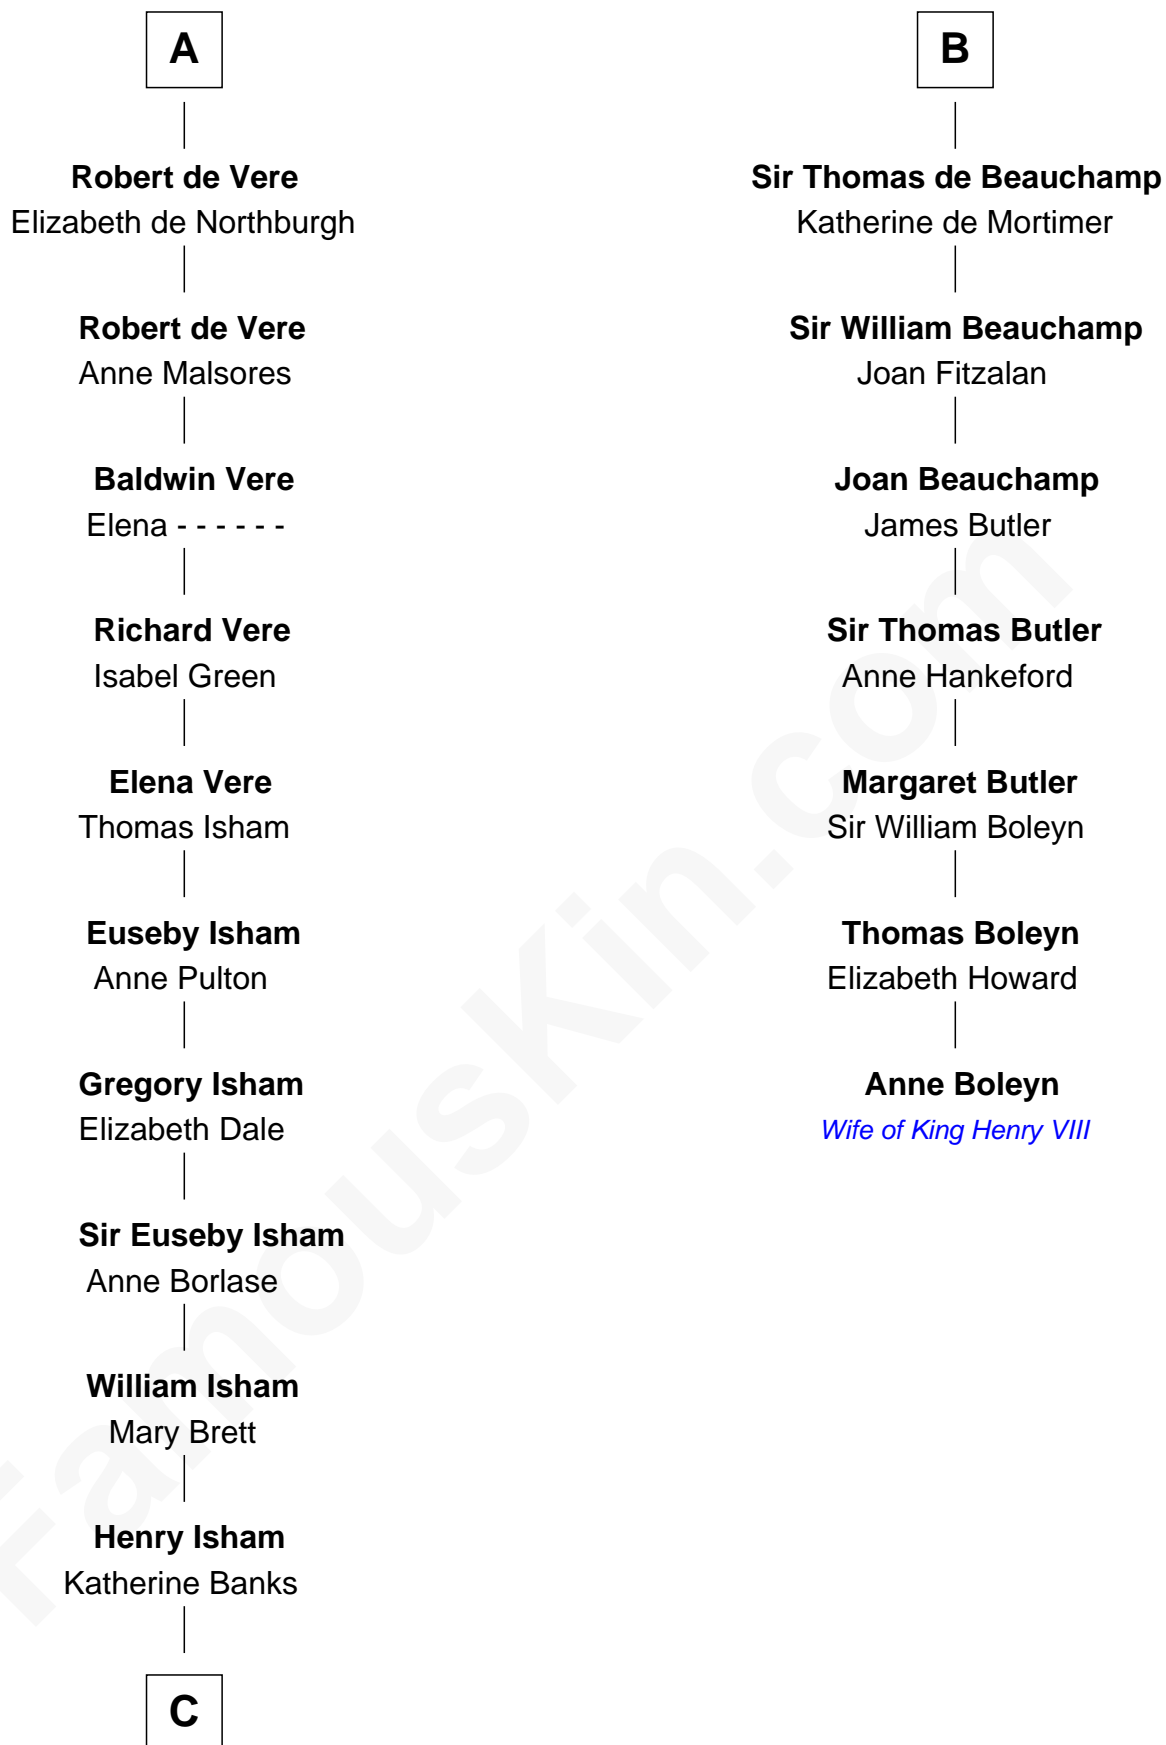 A
Robert de Vere
Elizabeth de Northburgh
Robert de Vere
Anne Malsores
Baldwin Vere
Elena - - - - - -
Richard Vere
Isabel Green
Elena Vere
Thomas Isham
Euseby Isham
Anne Pulton
Gregory Isham
Elizabeth Dale
Sir Euseby Isham
Anne Borlase
William Isham
Mary Brett
Henry Isham
Katherine Banks
C
B
Sir Thomas de Beauchamp
Katherine de Mortimer
Sir William Beauchamp
Joan Fitzalan
Joan Beauchamp
James Butler
Sir Thomas Butler
Anne Hankeford
Margaret Butler
Sir William Boleyn
Thomas Boleyn
Elizabeth Howard
Anne Boleyn
Wife of King Henry VIII
FamousKin.com